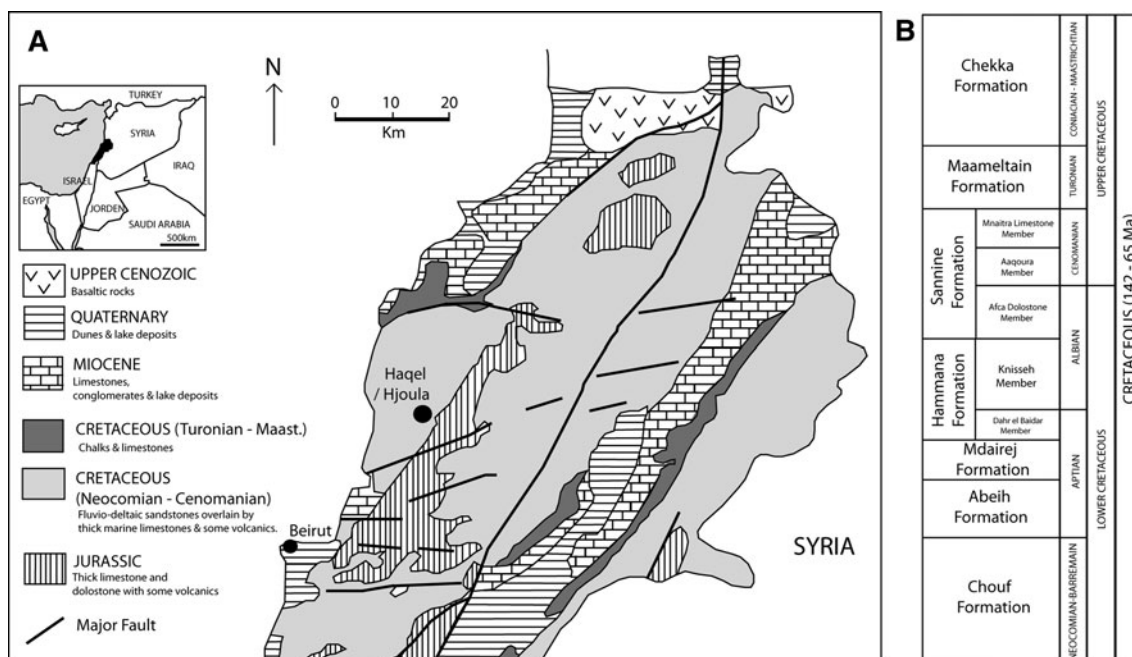 A
N
0 10 20
Km
TURKEY
SYRIA
IRAQ
ISRAEL
EGYPT
JORDEN
SAUDI ARABIA
500km
UPPER CENOZOIC
Basaltic rocks
QUATERNARY
Dunes & lake deposits
MIOCENE
Limestones,
conglomerates & lake deposits
CRETACEOUS (Turonian - Maast.)
Chalks & limestones
CRETACEOUS
(Neocomian - Cenomanian)
Fluvio-deltaic sandstones overlain by
thick marine limestones & some volcanics.
JURASSIC
Thick limestone and
dolostone with some volcanics
Major Fault
Haqel
/ Hjoula
Beirut
SYRIA
B
Chekka
Formation
Maameltain
Formation
Sannine
Formation
Mnaitra Limestone
Member
Aaqoura
Member
Afca Dolostone
Member
Hammana
Formation
Knisseh
Member
Dahr el Baidar
Member
Mdairej
Formation
Abeih
Formation
Chouf
Formation
CONIACIAN - MAASTRICHTIAN
TURONIAN
CENOMANIAN
ALBIAN
APTIAN
NEOCOMIAN-BARREMAIN
UPPER CRETACEOUS
LOWER CRETACEOUS
CRETACEOUS (142 - 65 Ma)